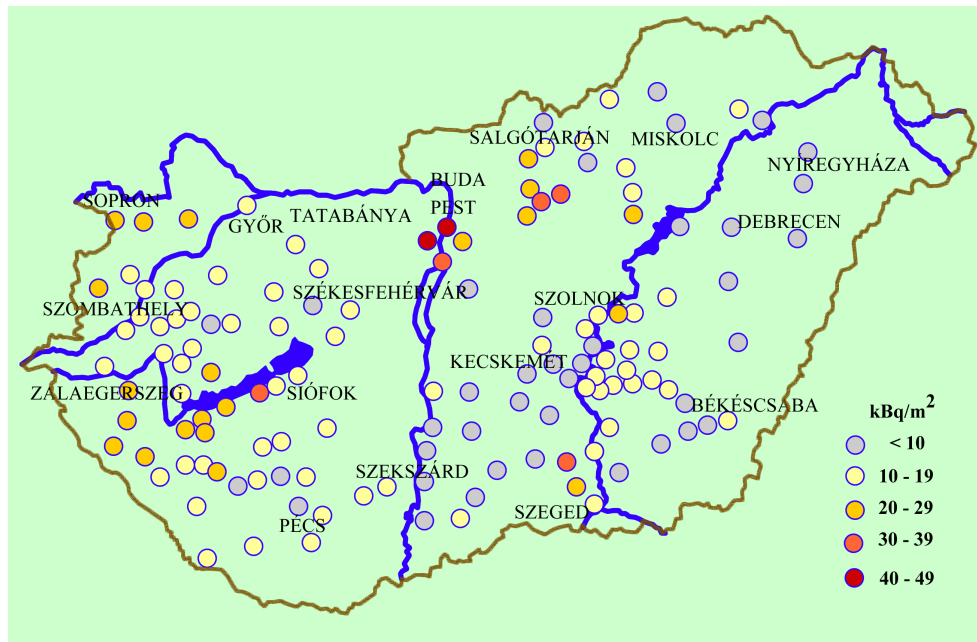 SALGÓTARJÁN
MISKOLC
NYÍREGYHÁZA
BUDA
PEST
SOPRON
GYŐR
TATABÁNYA
DEBRECEN
SZOMBATHELY
SZÉKESFEHÉRVÁR
SZOLNOK
KECSKEMÉT
ZALAEGERSZEG
SIÓFOK
BÉKÉSCSABA
SZEKSZÁRD
SZEGED
PÉCS
kBq/m²
< 10
10 - 19
20 - 29
30 - 39
40 - 49